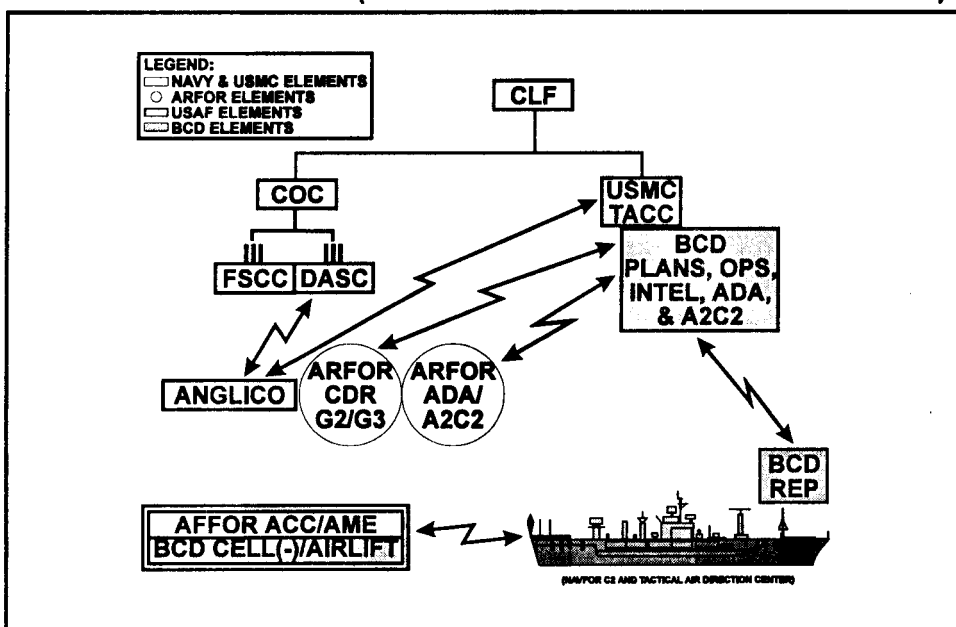 LEGEND:
NAVY & USMC ELEMENTS
ARFOR ELEMENTS
USAF ELEMENTS
BCD ELEMENTS
CLF
COC
USMC
TACC
FSCC DASC
BCD
PLANS, OPS,
INTEL, ADA,
& A2C2
ANGLICO
ARFOR
CDR
G2/G3
ARFOR
ADA/
A2C2
BCD
REP
AFFOR ACC/AME
BCD CELL(-)/AIRLIFT
(NAVFOR C2 AND TACTICAL AIR DIRECTION CENTER)